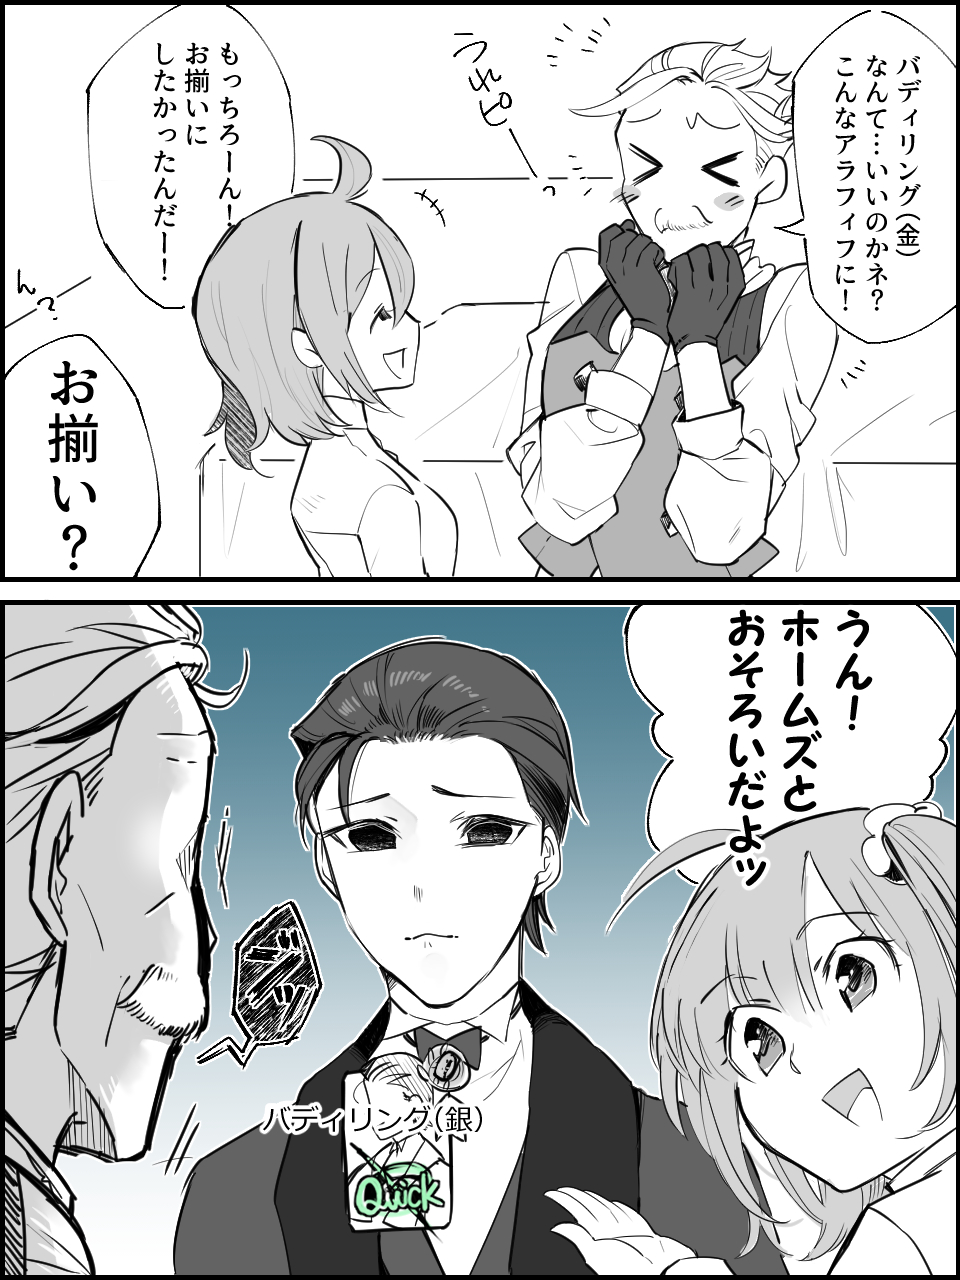 バディリング(金)
なんて…いいのかネ?
こんなアラフィフに!
うれピー
もっちろーん!
お揃いに
したかったんだー!
ん?
お揃い?
うん!
ホームズと
おそろいだよッ
バディリング(銀)
Quick